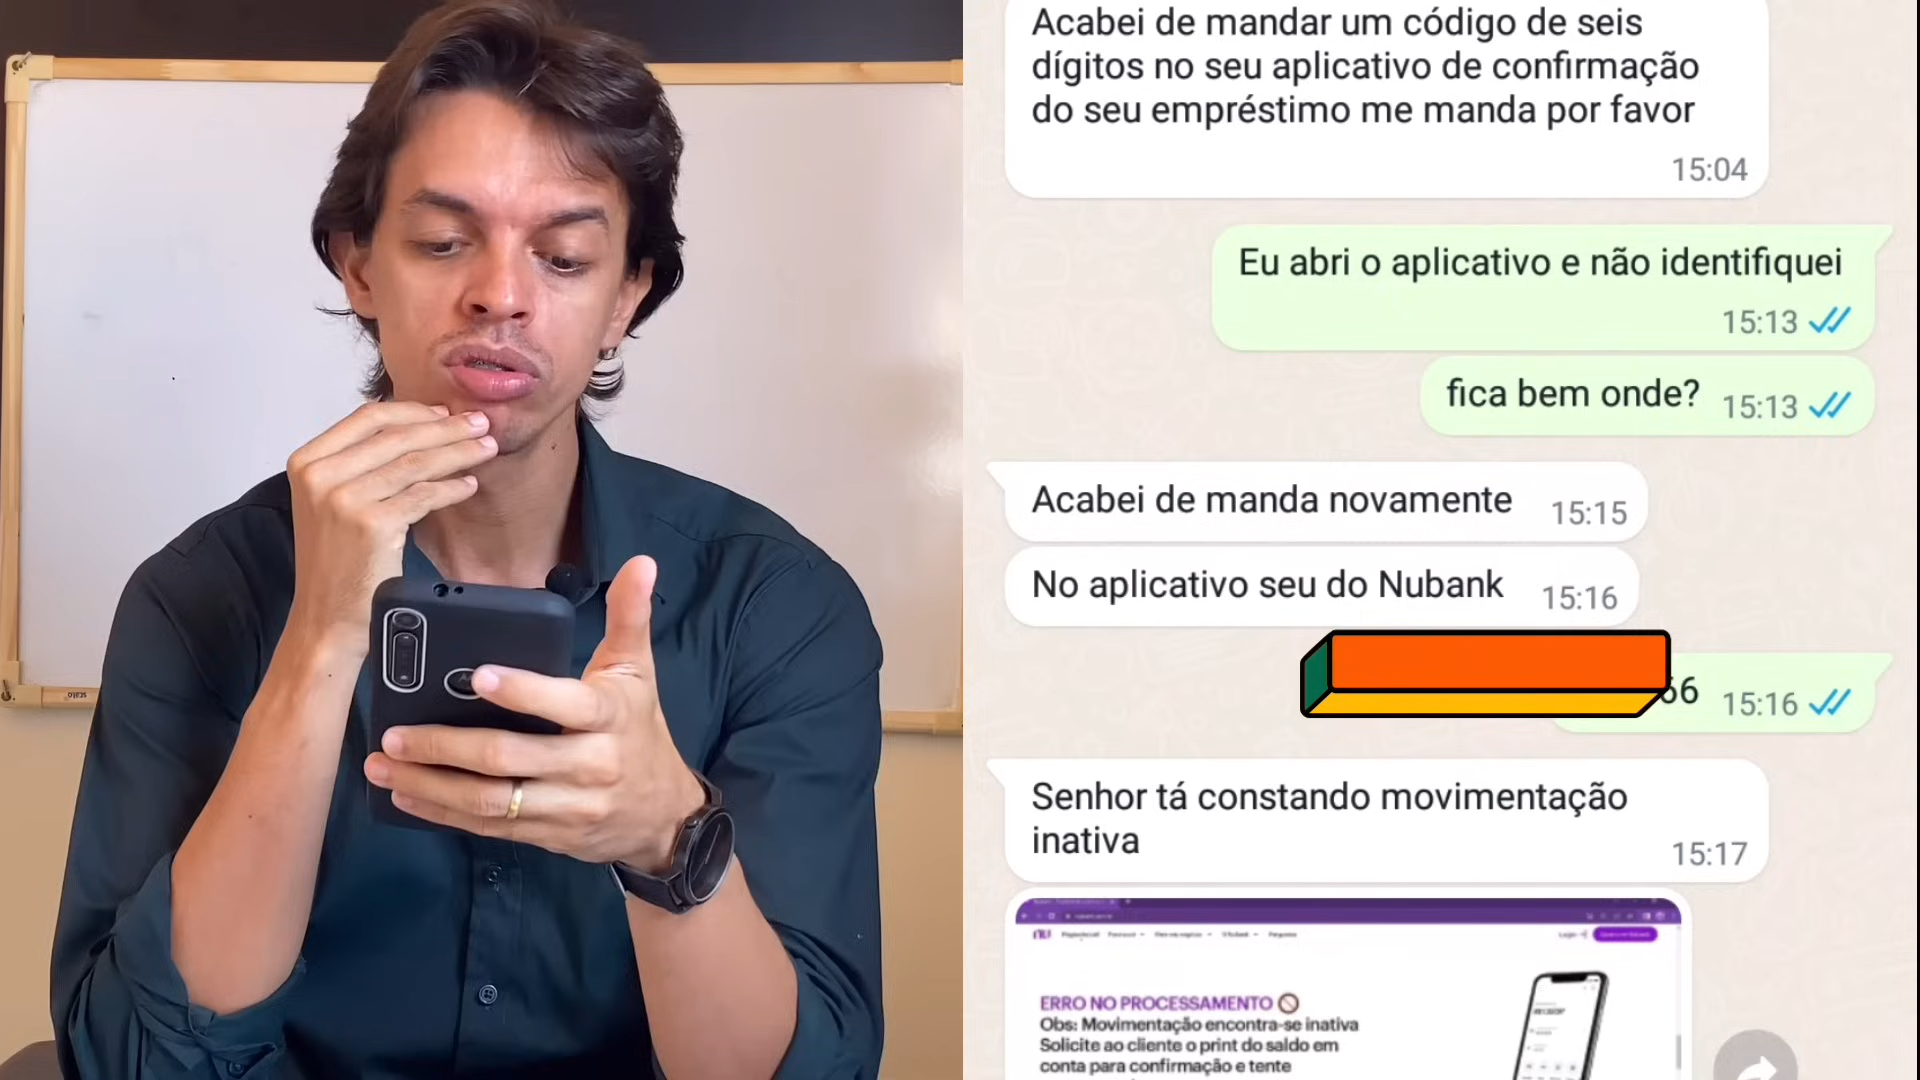 Acabei de mandar um código de seis
dígitos no seu aplicativo de confirmação
do seu empréstimo me manda por favor
15:04
Eu abri o aplicativo e não identifiquei
15:13
fica bem onde? 15:13
Acabei de manda novamente 15:15
No aplicativo seu do Nubank 15:16
66 15:16
Senhor tá constando movimentação
inativa
15:17
nu
ERRO NO PROCESSAMENTO
Obs: Movimentação encontra-se inativa
Solicite ao cliente o print do saldo em
conta para confirmação e tente